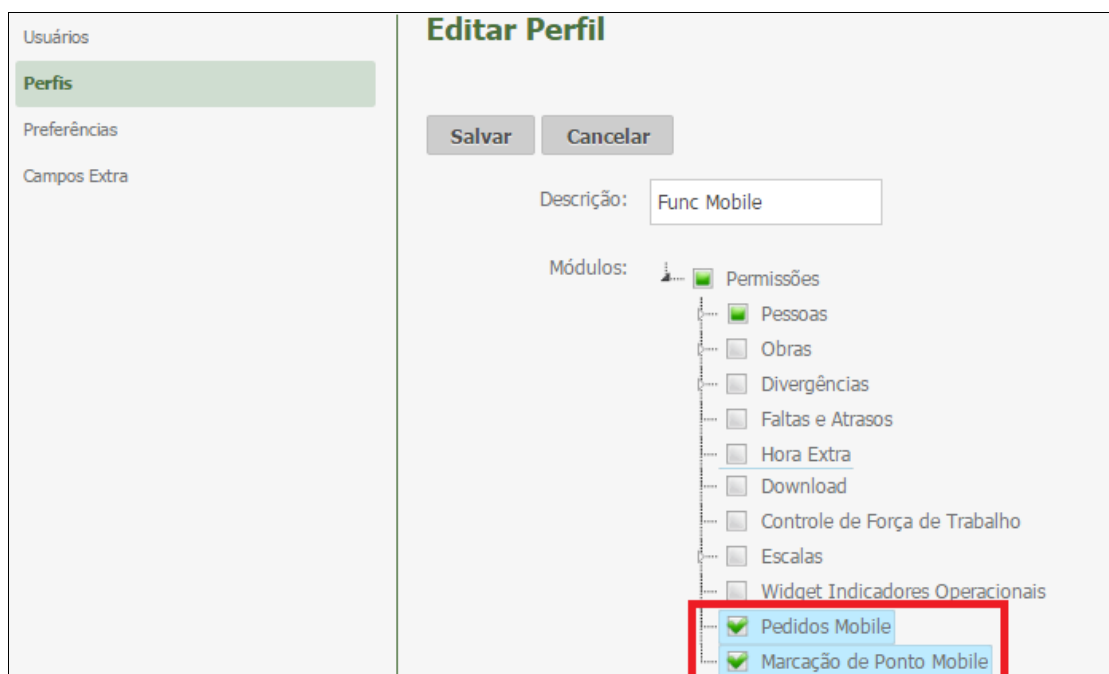 Usuários
Perfis
Preferências
Campos Extra
Editar Perfil
Salvar Cancelar
Descrição: Func Mobile
Módulos: Permissões
Pessoas
Obras
Divergências
Faltas e Atrasos
Hora Extra
Download
Controle de Força de Trabalho
Escalas
Widget Indicadores Operacionais
Pedidos Mobile
Marcação de Ponto Mobile